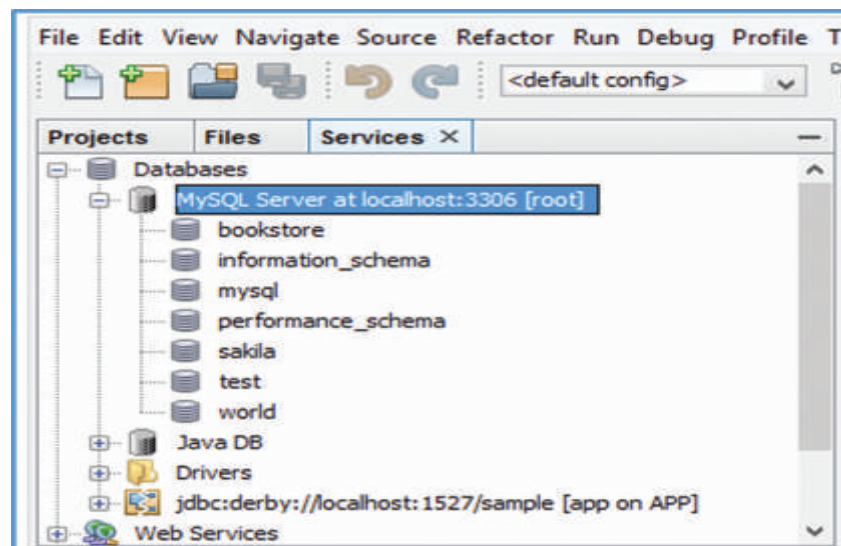 File Edit View Navigate Source Refactor Run Debug Profile T
<default config>
Projects Files Services ×
Databases
MySQL Server at localhost:3306 [root]
bookstore
information_schema
mysql
performance_schema
sakila
test
world
Java DB
Drivers
jdbc:derby://localhost:1527/sample [app on APP]
Web Services